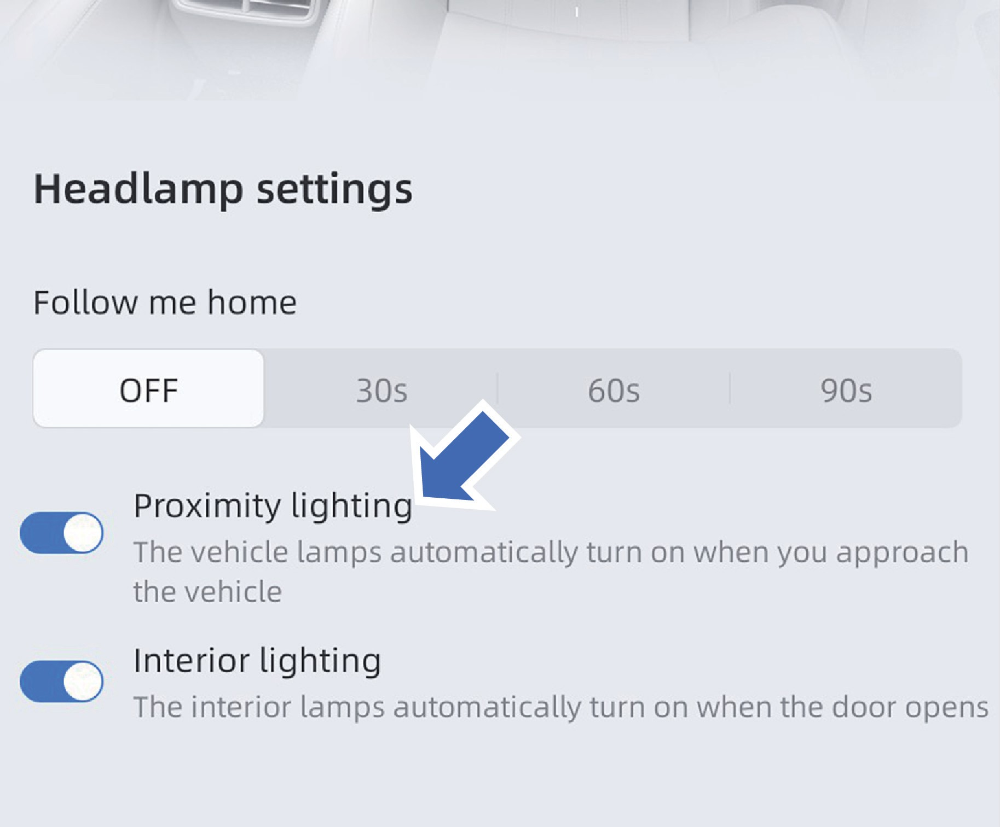 Headlamp settings
Follow me home
OFF 30s 60s 90s
Proximity lighting
The vehicle lamps automatically turn on when you approach
the vehicle
Interior lighting
The interior lamps automatically turn on when the door opens